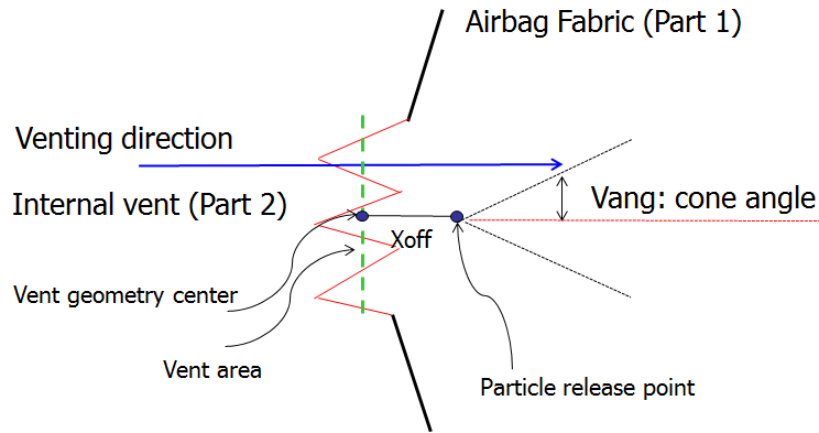 Airbag Fabric (Part 1)
Venting direction
Internal vent (Part 2)
Vang: cone angle
Xoff
Vent geometry center
Vent area
Particle release point